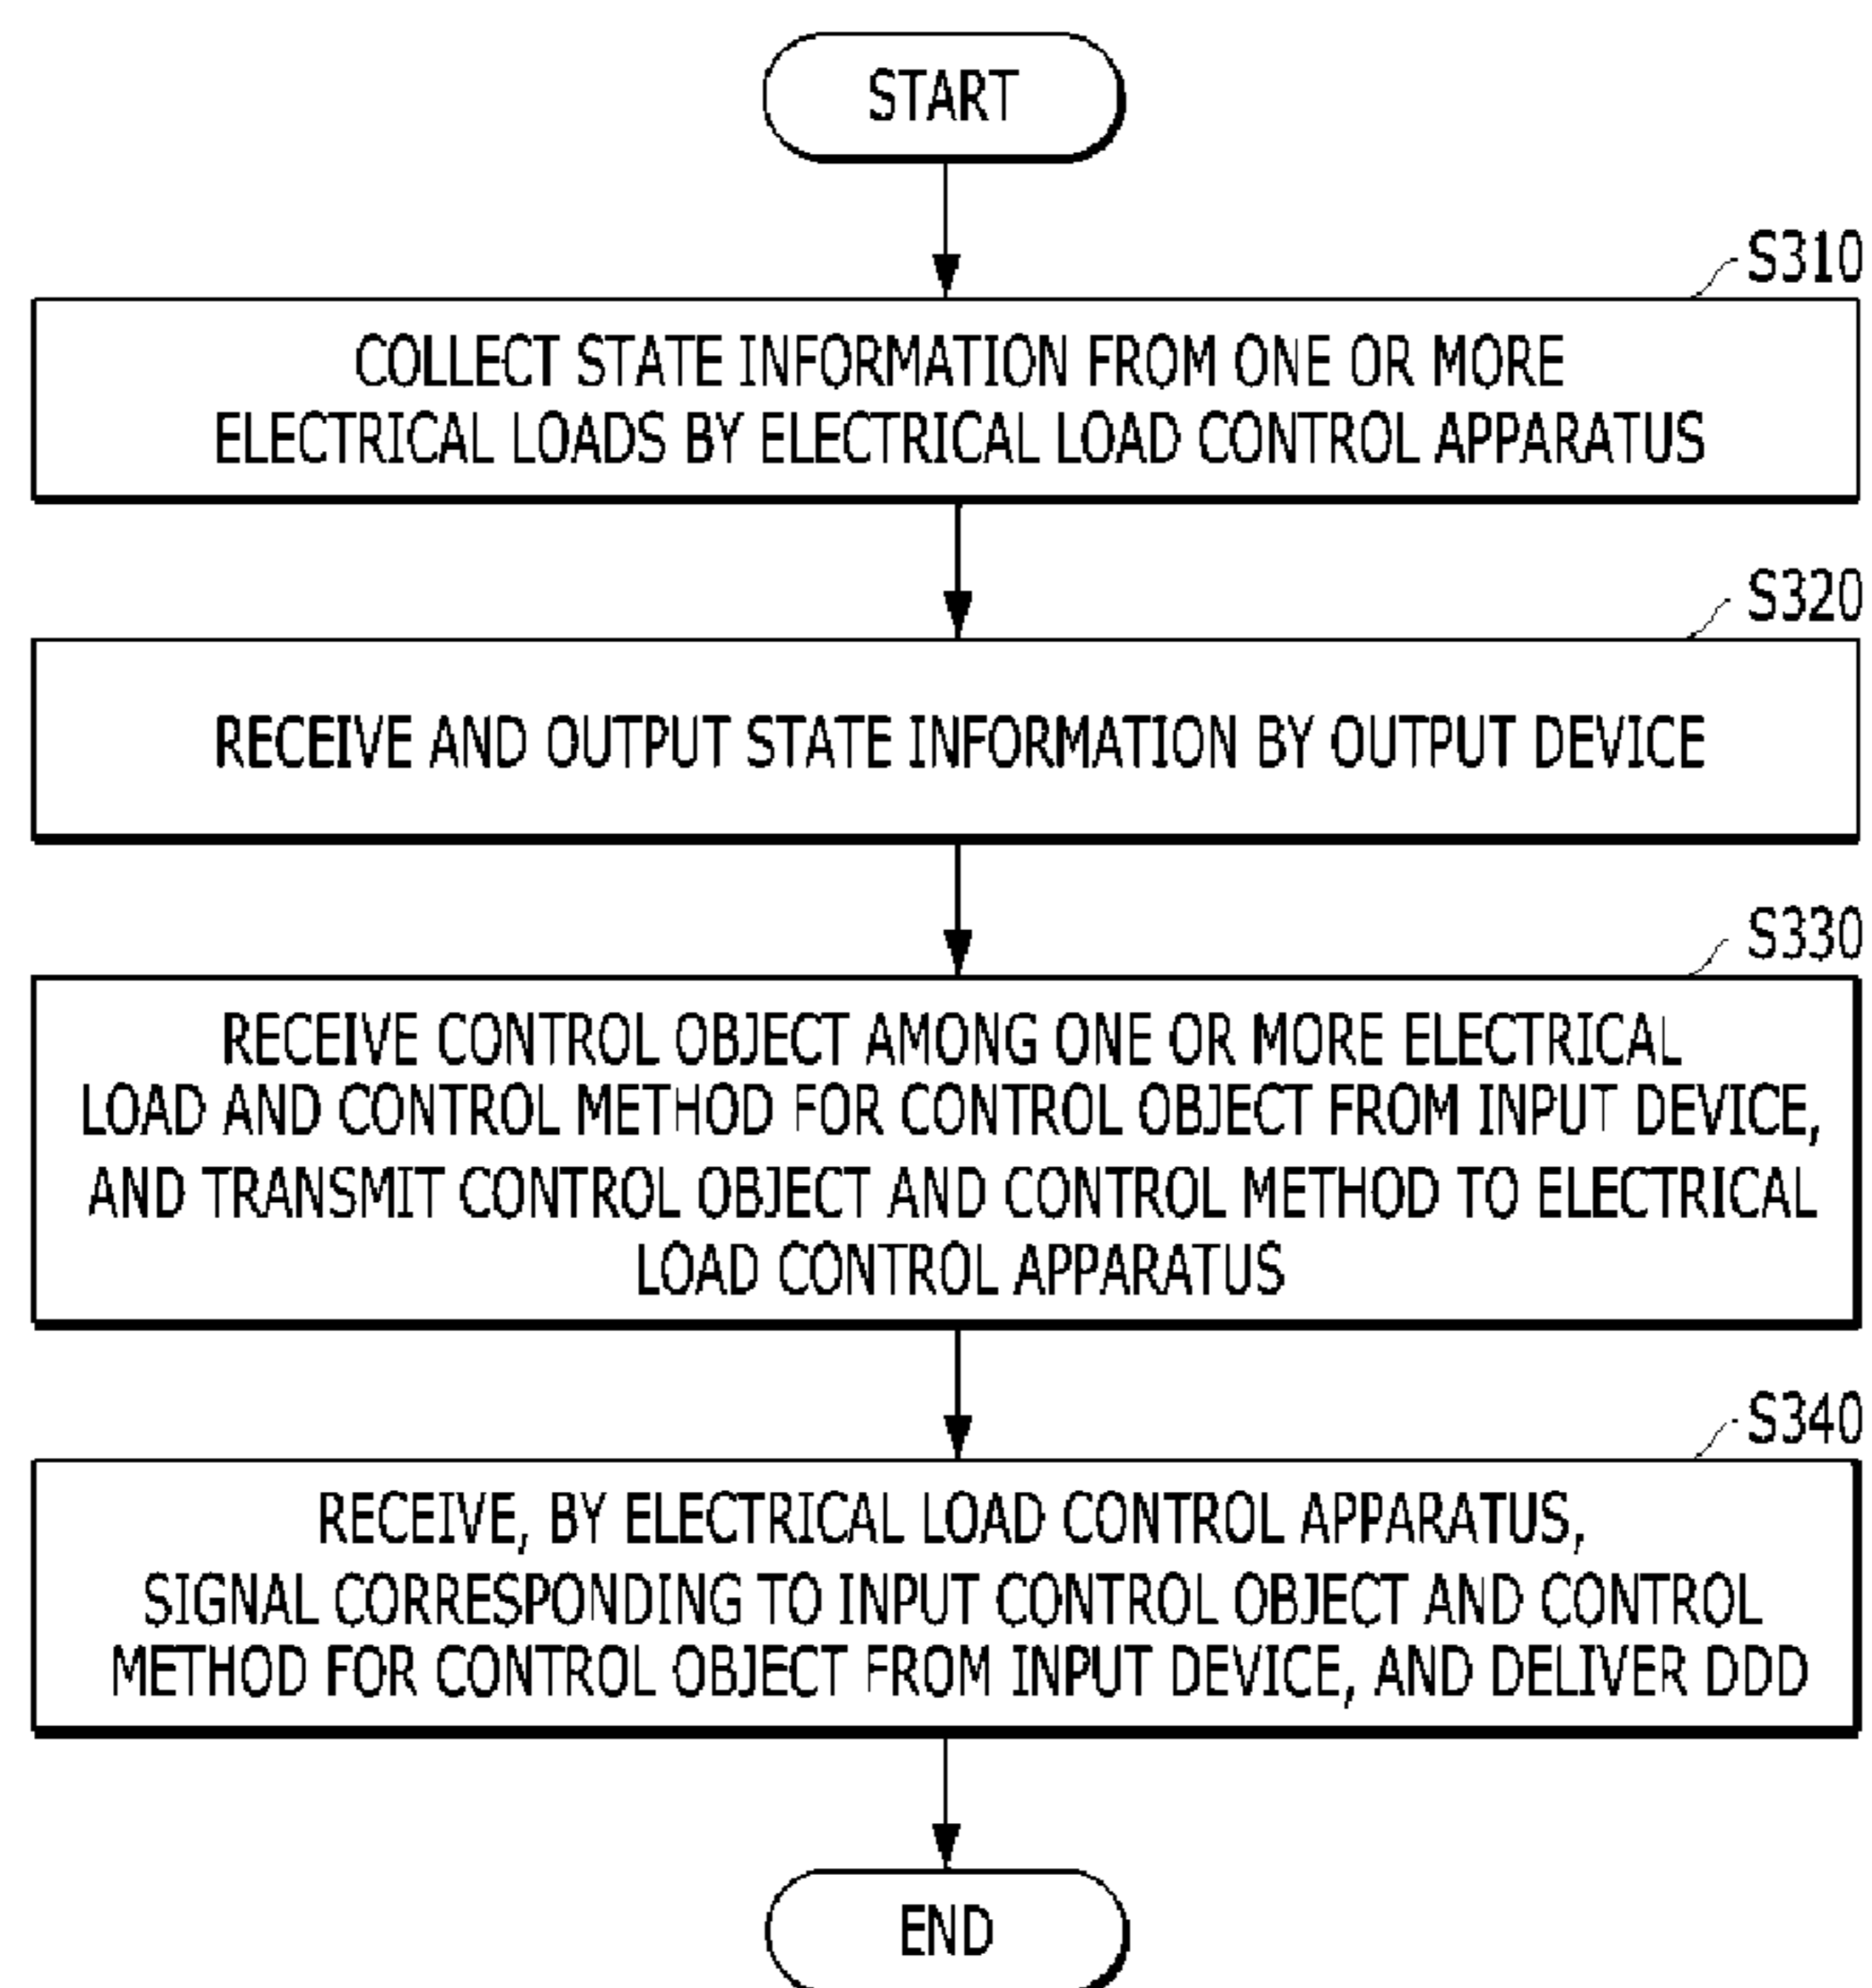 START
S310
COLLECT STATE INFORMATION FROM ONE OR MORE
ELECTRICAL LOADS BY ELECTRICAL LOAD CONTROL APPARATUS
S320
RECEIVE AND OUTPUT STATE INFORMATION BY OUTPUT DEVICE
S330
RECEIVE CONTROL OBJECT AMONG ONE OR MORE ELECTRICAL
LOAD AND CONTROL METHOD FOR CONTROL OBJECT FROM INPUT DEVICE,
AND TRANSMIT CONTROL OBJECT AND CONTROL METHOD TO ELECTRICAL
LOAD CONTROL APPARATUS
S340
RECEIVE, BY ELECTRICAL LOAD CONTROL APPARATUS,
SIGNAL CORRESPONDING TO INPUT CONTROL OBJECT AND CONTROL
METHOD FOR CONTROL OBJECT FROM INPUT DEVICE, AND DELIVER DDD
END